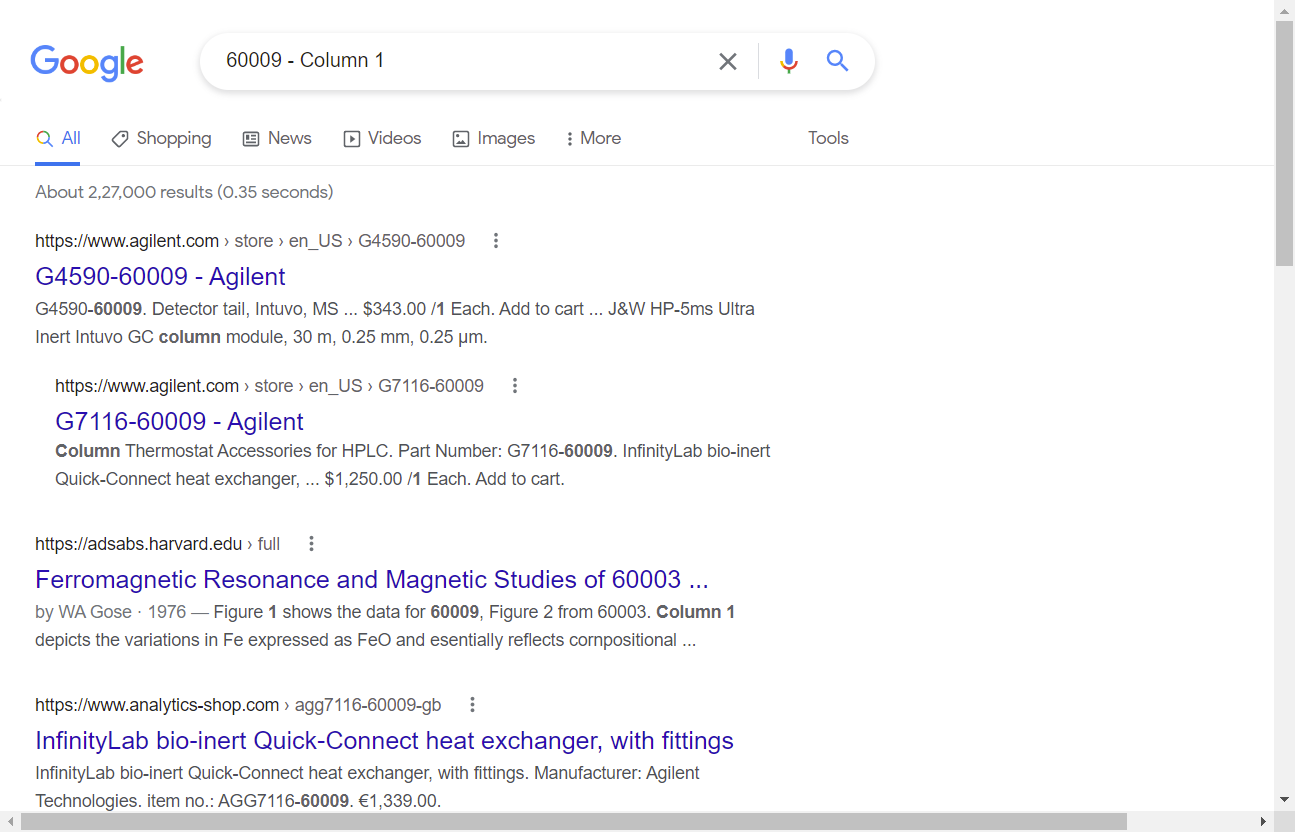 Google
60009 - Column 1
All
Shopping
News
Videos
Images
More
Tools
About 2,27,000 results (0.35 seconds)
https://www.agilent.com › store › en_US › G4590-60009
G4590-60009 - Agilent
G4590-60009. Detector tail, Intuvo, MS ... $343.00 /1 Each. Add to cart ... J&W HP-5ms Ultra
Inert Intuvo GC column module, 30 m, 0.25 mm, 0.25 µm.
https://www.agilent.com › store › en_US › G7116-60009
G7116-60009 - Agilent
Column Thermostat Accessories for HPLC. Part Number: G7116-60009. InfinityLab bio-inert
Quick-Connect heat exchanger, ... $1,250.00 /1 Each. Add to cart.
https://adsabs.harvard.edu › full
Ferromagnetic Resonance and Magnetic Studies of 60003 ...
by WA Gose · 1976 — Figure 1 shows the data for 60009, Figure 2 from 60003. Column 1
depicts the variations in Fe expressed as FeO and esentially reflects cornpositional ...
https://www.analytics-shop.com › agg7116-60009-gb
InfinityLab bio-inert Quick-Connect heat exchanger, with fittings
InfinityLab bio-inert Quick-Connect heat exchanger, with fittings. Manufacturer: Agilent
Technologies. item no.: AGG7116-60009. €1,339.00.